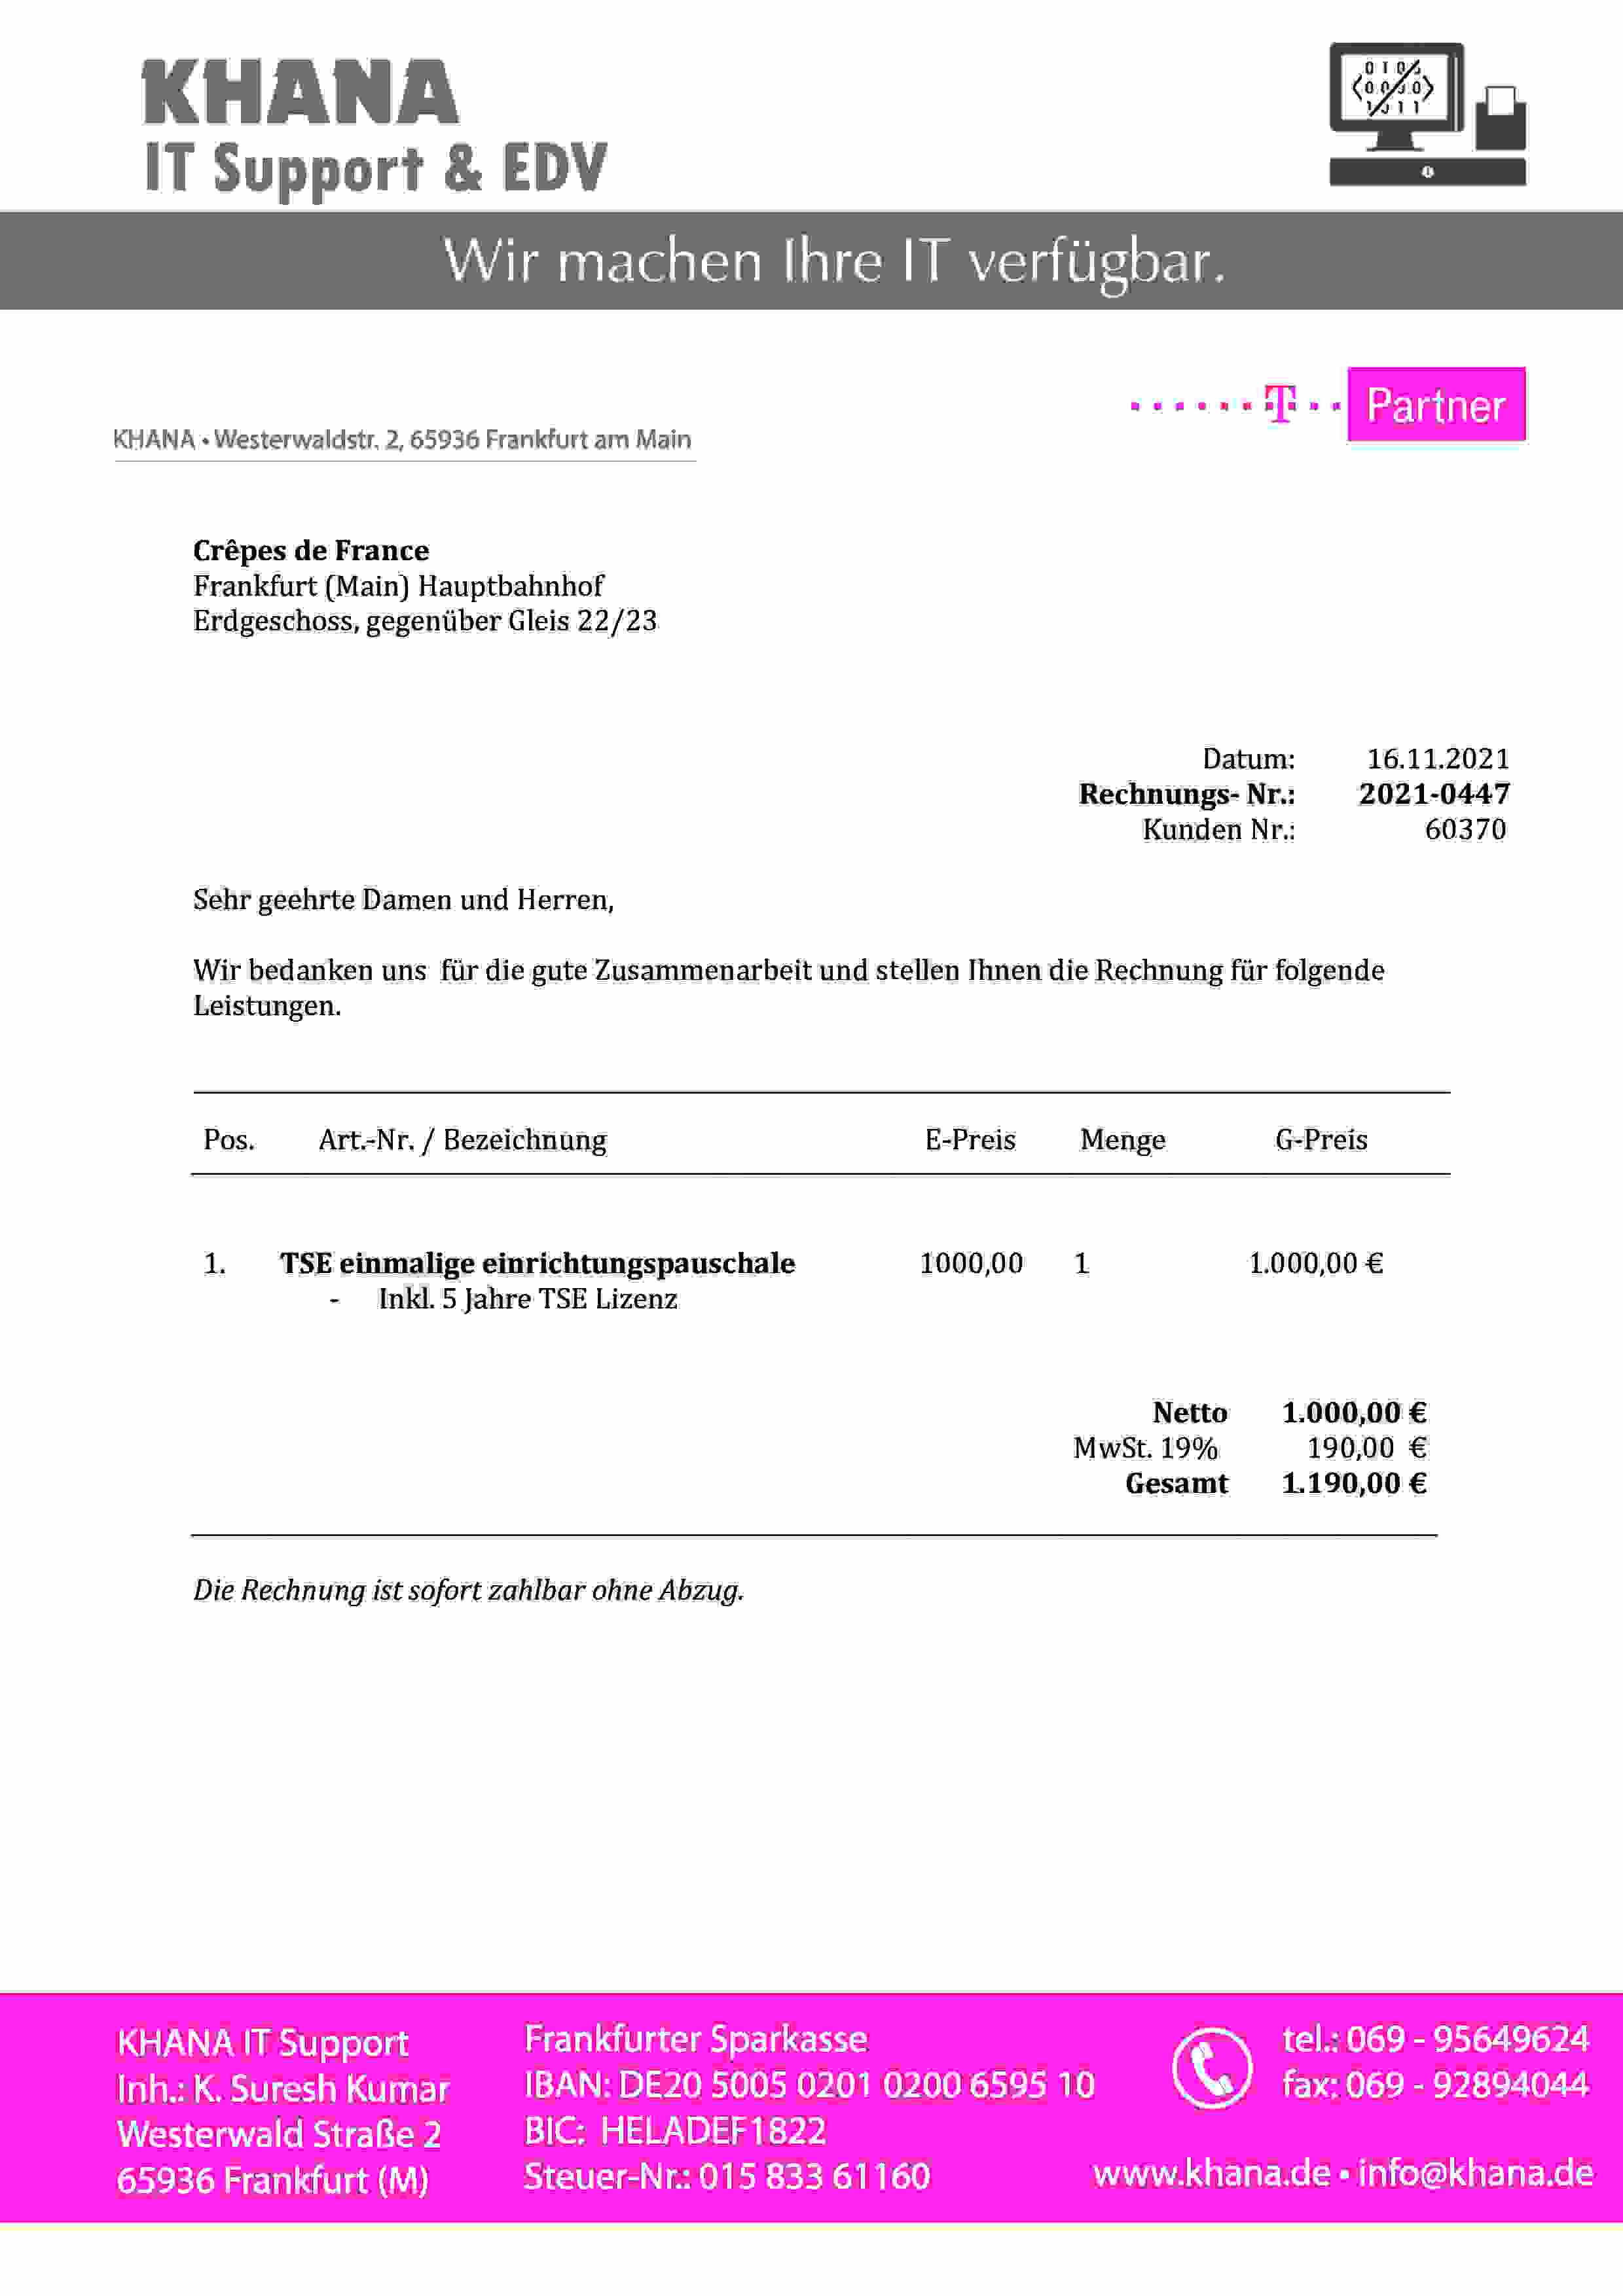 KHANA
IT Support & EDV
Wir machen Ihre IT verfügbar.
T Partner
KHANA • Westerwaldstr. 2, 65936 Frankfurt am Main
Crêpes de France
Frankfurt (Main) Hauptbahnhof
Erdgeschoss, gegenüber Gleis 22/23
Datum: 16.11.2021
Rechnungs- Nr.: 2021-0447
Kunden Nr.: 60370
Sehr geehrte Damen und Herren,
Wir bedanken uns für die gute Zusammenarbeit und stellen Ihnen die Rechnung für folgende
Leistungen.
Pos. Art.-Nr. / Bezeichnung E-Preis Menge G-Preis
1. TSE einmalige einrichtungspauschale 1000,00 1 1.000,00 €
- Inkl. 5 Jahre TSE Lizenz
Netto 1.000,00 €
MwSt. 19% 190,00 €
Gesamt 1.190,00 €
Die Rechnung ist sofort zahlbar ohne Abzug.
KHANA IT Support
Inh.: K. Suresh Kumar
Westerwald Straße 2
65936 Frankfurt (M)
Frankfurter Sparkasse
IBAN: DE20 5005 0201 0200 6595 10
BIC: HELADEF1822
Steuer-Nr.: 015 833 61160
tel.: 069 - 95649624
fax: 069 - 92894044
www.khana.de • info@khana.de